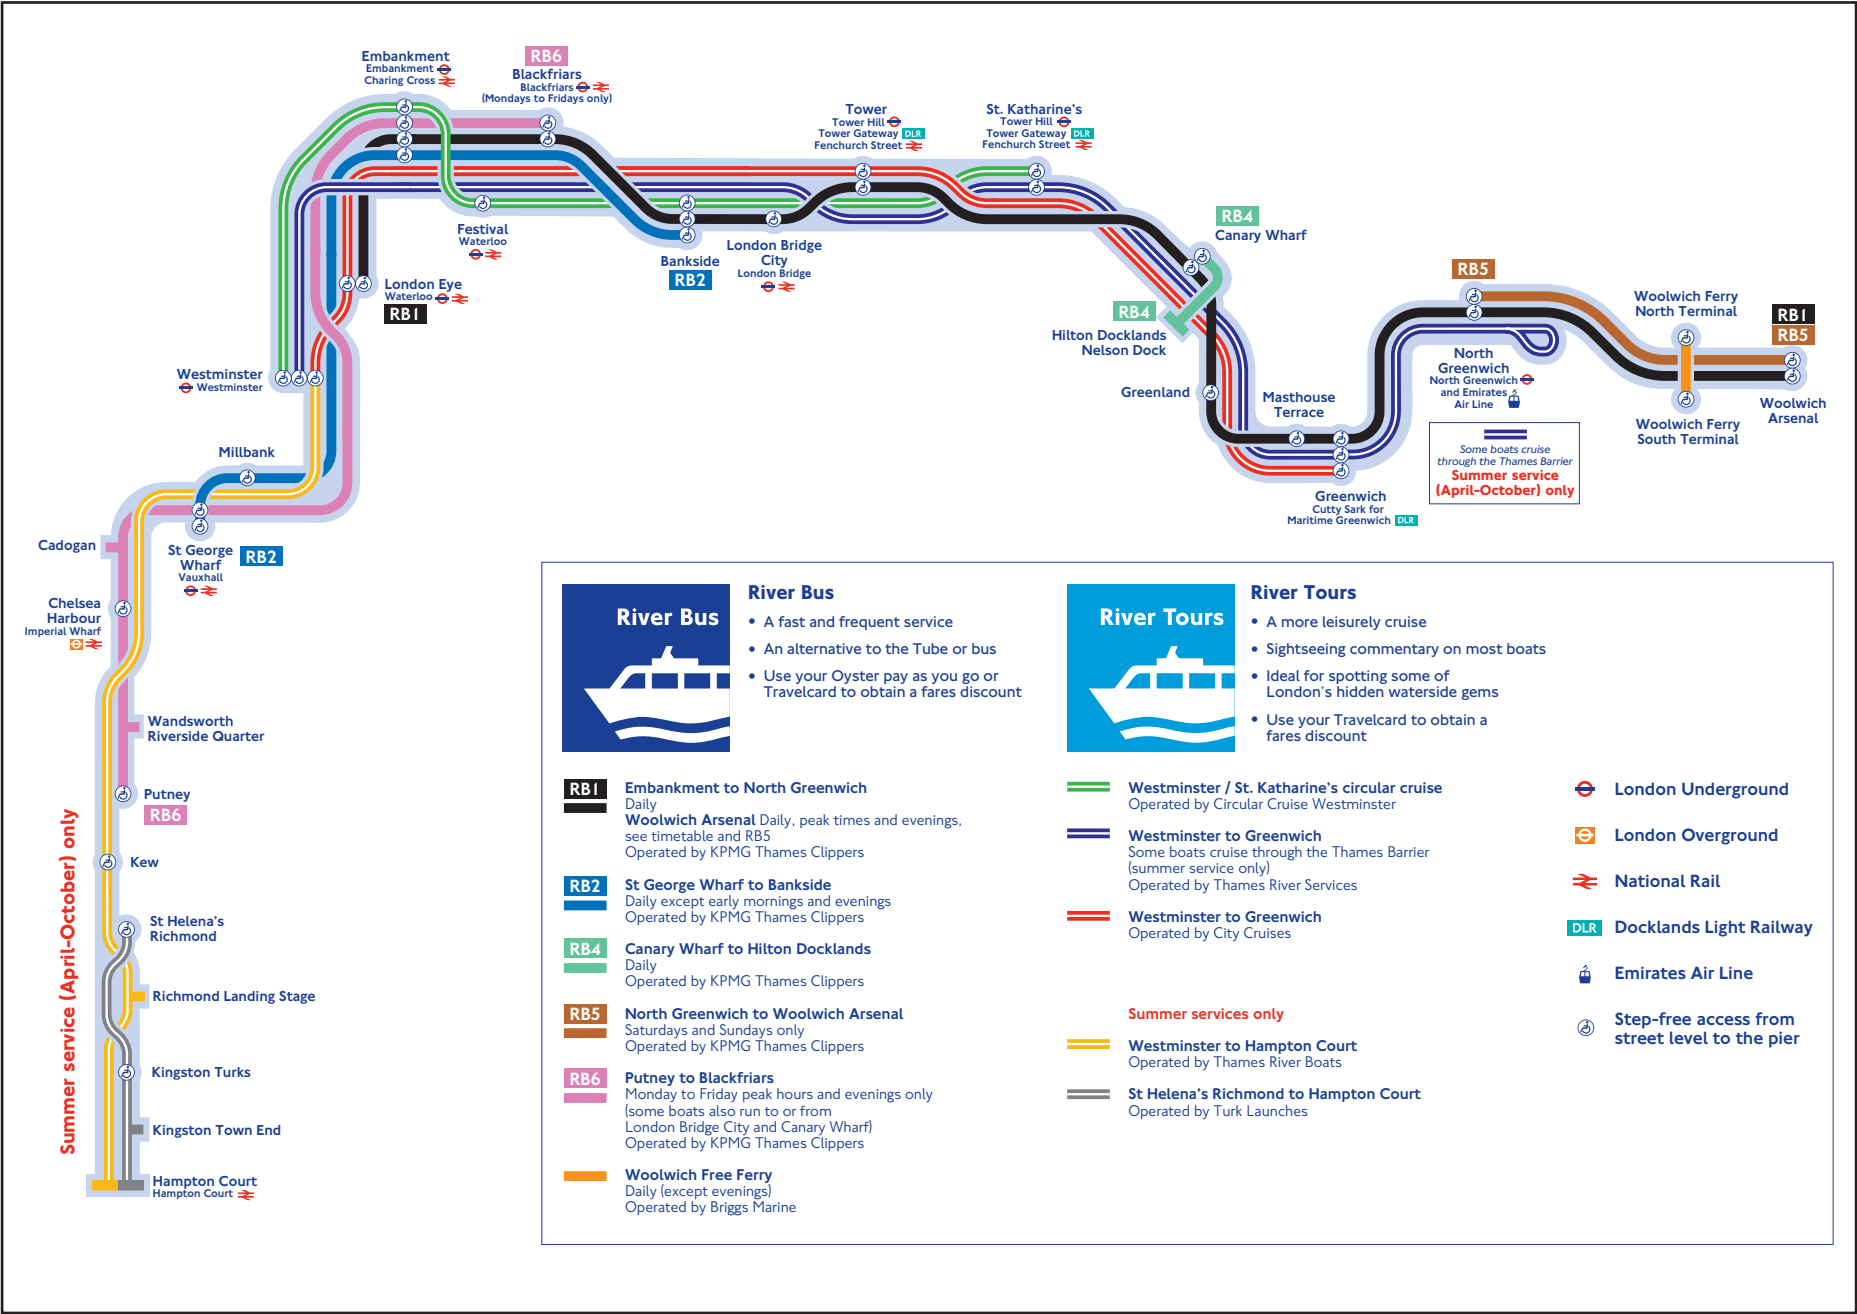 Embankment
Embankment
Charing Cross
RB6
Blackfriars
Blackfriars
(Mondays to Fridays only)
Tower
Tower Hill
Tower Gateway DLR
Fenchurch Street
St. Katharine's
Tower Hill
Tower Gateway DLR
Fenchurch Street
Festival
Waterloo
London Eye
Waterloo
RB1
Bankside
RB2
London Bridge
City
London Bridge
RB4
Canary Wharf
RB4
Hilton Docklands
Nelson Dock
Greenland
Masthouse
Terrace
Greenwich
Cutty Sark for
Maritime Greenwich DLR
RB5
North
Greenwich
North Greenwich
and Emirates
Air Line
Some boats cruise
through the Thames Barrier
Summer service
(April-October) only
Woolwich Ferry
North Terminal
Woolwich Ferry
South Terminal
RB1
RB5
Woolwich
Arsenal
Westminster
Westminster
Millbank
St George
Wharf
Vauxhall
RB2
Cadogan
Chelsea
Harbour
Imperial Wharf
Wandsworth
Riverside Quarter
Putney
RB6
Kew
St Helena's
Richmond
Richmond Landing Stage
Kingston Turks
Kingston Town End
Hampton Court
Hampton Court
Summer service (April-October) only
River Bus
River Bus
• A fast and frequent service
• An alternative to the Tube or bus
• Use your Oyster pay as you go or
Travelcard to obtain a fares discount
River Tours
River Tours
• A more leisurely cruise
• Sightseeing commentary on most boats
• Ideal for spotting some of
London's hidden waterside gems
• Use your Travelcard to obtain a
fares discount
RB1
Embankment to North Greenwich
Daily
Woolwich Arsenal Daily, peak times and evenings,
see timetable and RB5
Operated by KPMG Thames Clippers
RB2
St George Wharf to Bankside
Daily except early mornings and evenings
Operated by KPMG Thames Clippers
RB4
Canary Wharf to Hilton Docklands
Daily
Operated by KPMG Thames Clippers
RB5
North Greenwich to Woolwich Arsenal
Saturdays and Sundays only
Operated by KPMG Thames Clippers
RB6
Putney to Blackfriars
Monday to Friday peak hours and evenings only
(some boats also run to or from
London Bridge City and Canary Wharf)
Operated by KPMG Thames Clippers
Woolwich Free Ferry
Daily (except evenings)
Operated by Briggs Marine
Westminster / St. Katharine's circular cruise
Operated by Circular Cruise Westminster
Westminster to Greenwich
Some boats cruise through the Thames Barrier
(summer service only)
Operated by Thames River Services
Westminster to Greenwich
Operated by City Cruises
Summer services only
Westminster to Hampton Court
Operated by Thames River Boats
St Helena's Richmond to Hampton Court
Operated by Turk Launches
London Underground
London Overground
National Rail
DLR Docklands Light Railway
Emirates Air Line
Step-free access from
street level to the pier